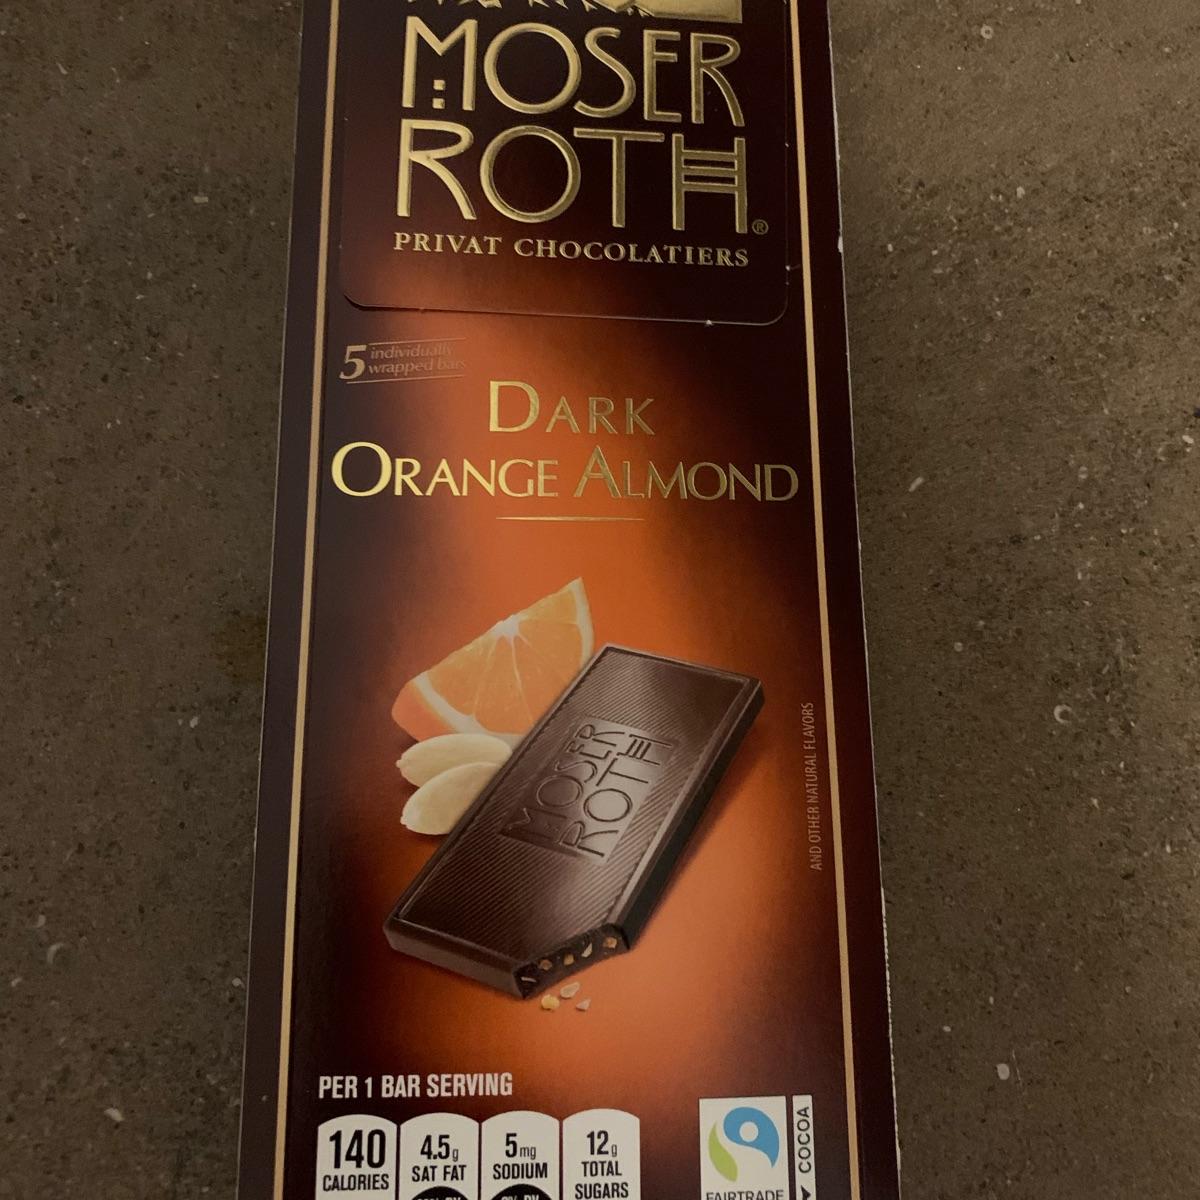 MOSER
ROTH®
PRIVAT CHOCOLATIERS
5 individually
wrapped bars
DARK
ORANGE ALMOND
MOSER
ROTH
AND OTHER NATURAL FLAVORS
PER 1 BAR SERVING
140
CALORIES
4.5g
SAT FAT
5mg
SODIUM
12g
TOTAL
SUGARS
FAIRTRADE
COCOA